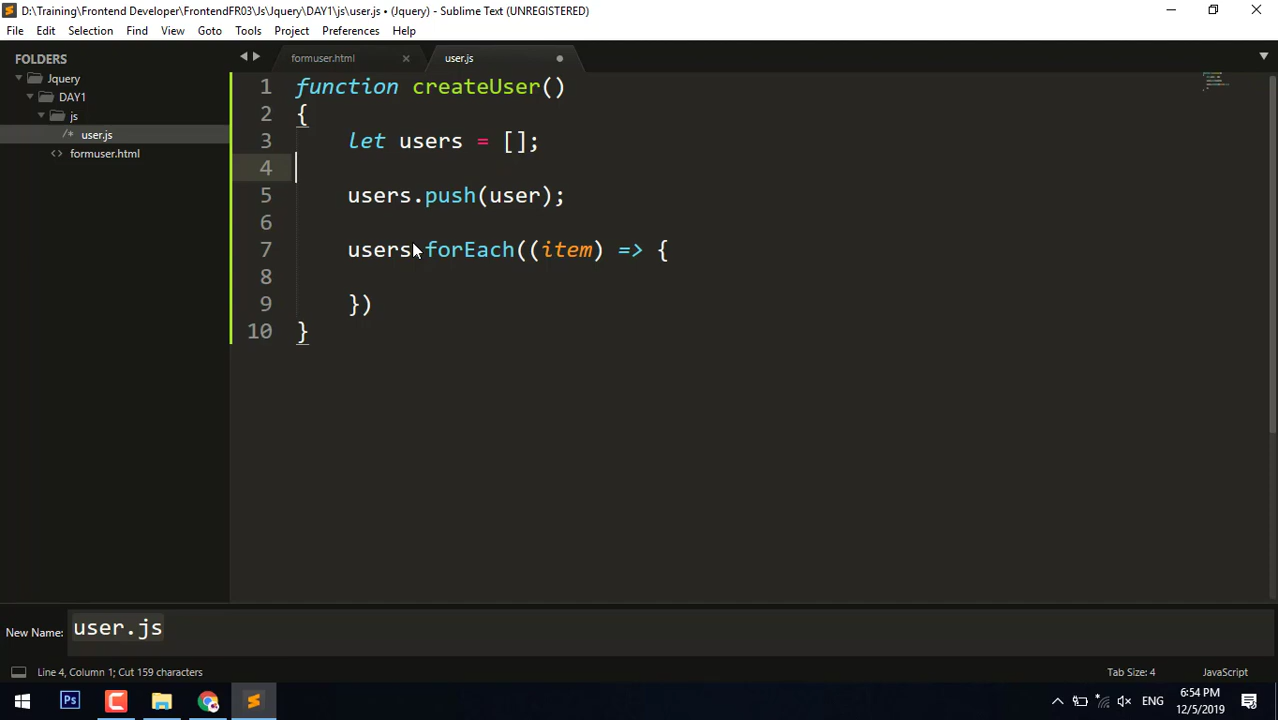 D:\Training\Frontend Developer\FrontendFR03\Js\Jquery\DAY1\js\user.js • (Jquery) - Sublime Text (UNREGISTERED)
File Edit Selection Find View Goto Tools Project Preferences Help
FOLDERS
Jquery
DAY1
js
/* user.js
<> formuser.html
formuser.html × user.js
1 function createUser()
2 {
3 let users = [];
4
5 users.push(user);
6
7 users.forEach((item) => {
8
9 })
10 }
New Name: user.js
Line 4, Column 1; Cut 159 characters
Tab Size: 4 JavaScript
Ps
ENG
6:54 PM
12/5/2019